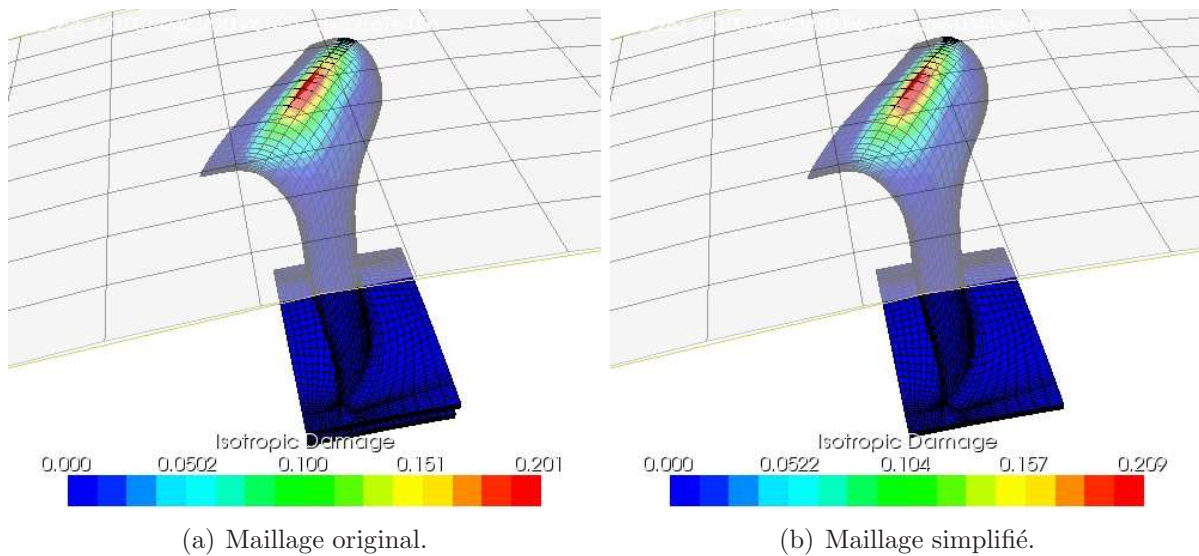 Isotropic Damage
0.000 0.0502 0.100 0.151 0.201
(a) Maillage original.
Isotropic Damage
0.000 0.0522 0.104 0.157 0.209
(b) Maillage simplifié.